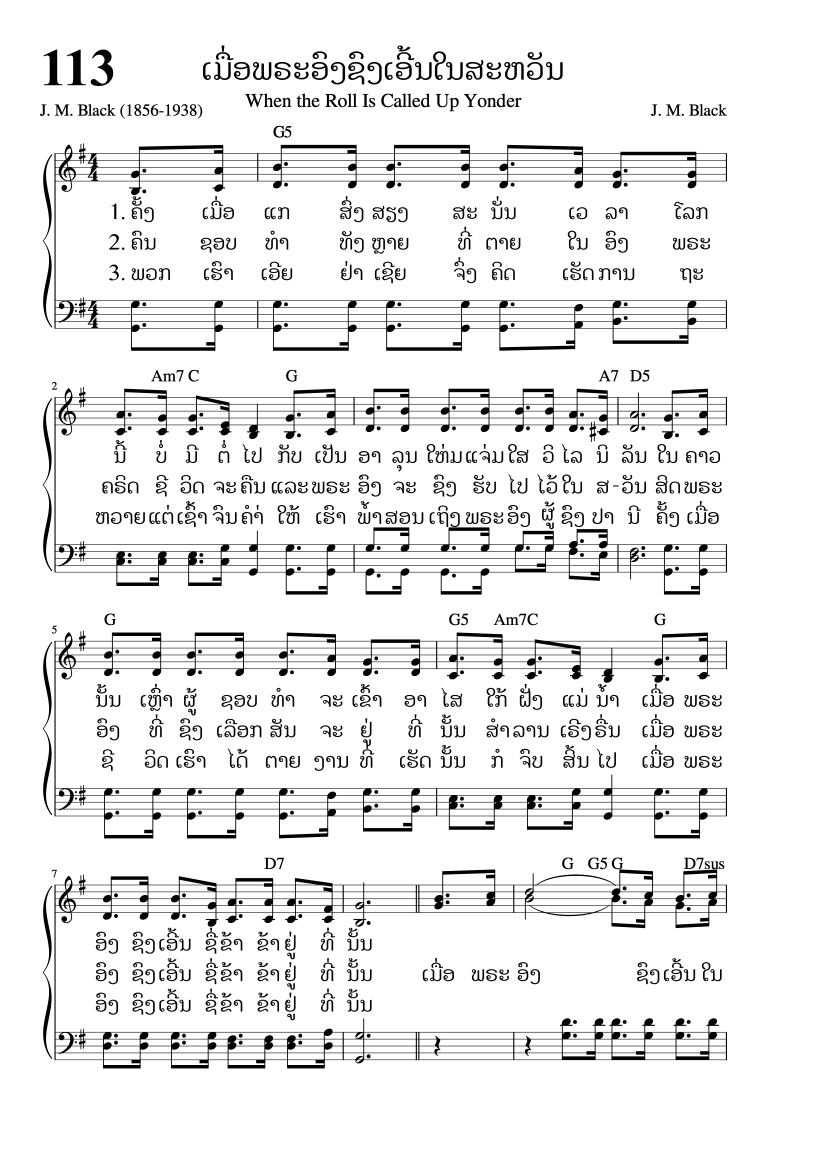 113
ເມື່ອພຣະອົງຊົງເອີ້ນໃນສະຫວັນ
When the Roll Is Called Up Yonder
J. M. Black (1856-1938) J. M. Black
G5
1. ຄັ້ງ ເມື່ອ ແກ ສົ່ງ ສຽງ ສະ ນັ່ນ ເວ ລາ ໂລກ
2. ຄົນ ຊອບ ທຳ ທັງ ຫຼາຍ ທີ່ ຕາຍ ໃນ ອົງ ພຣະ
3. ພວກ ເຮົາ ເອີຍ ຢ່າ ເຊີຍ ຈົ່ງ ຄິດ ເຮັດ ການ ຖະ
2 Am7 C G A7 D5
ນີ້ ບໍ່ ມີ ຕໍ່ ໄປ ກັບ ເປັນ ອາ ລຸນ ໃຫ່ມ ແຈ່ມ ໃສ ວິ ໄລ ນິ ລັນ ໃນ ຄາວ
ຄຣິດ ຊີ ວິດ ຈະ ຄືນ ແລະ ພຣະ ອົງ ຈະ ຊົງ ຮັບ ໄປ ໄວ້ ໃນ ສ-ວັນ ສິດ ພຣະ
ຫວາຍ ແຕ່ ເຊົ້າ ຈົນ ຄ່ຳ ໃຫ້ ເຮົາ ພ້ຳ ສອນ ເຖິງ ພຣະ ອົງ ຜູ້ ຊົງ ປາ ນີ ຄັ້ງ ເມື່ອ
5 G G5 Am7 C G
ນັ້ນ ເຫຼົ່າ ຜູ້ ຊອບ ທຳ ຈະ ເຂົ້າ ອາ ໄສ ໃກ້ ຝັ່ງ ແມ່ ນ້ຳ ເມື່ອ ພຣະ
ອົງ ທີ່ ຊົງ ເລືອກ ສັນ ຈະ ຢູ່ ທີ່ ນັ້ນ ສຳ ລານ ເຣີງ ຣື່ນ ເມື່ອ ພຣະ
ຊີ ວິດ ເຮົາ ໄດ້ ຕາຍ ງານ ທີ່ ເຮັດ ນັ້ນ ກໍ ຈົບ ສິ້ນ ໄປ ເມື່ອ ພຣະ
7 D7 G G5 G D7sus
ອົງ ຊົງ ເອີ້ນ ຊື່ ຂ້າ ຂ້າ ຢູ່ ທີ່ ນັ້ນ
ອົງ ຊົງ ເອີ້ນ ຊື່ ຂ້າ ຂ້າ ຢູ່ ທີ່ ນັ້ນ ເມື່ອ ພຣະ ອົງ ຊົງ ເອີ້ນ ໃນ
ອົງ ຊົງ ເອີ້ນ ຊື່ ຂ້າ ຂ້າ ຢູ່ ທີ່ ນັ້ນ